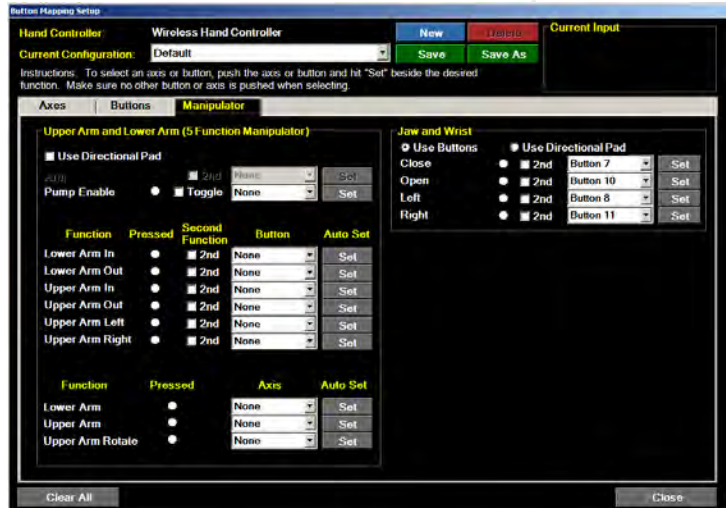 Button Mapping Setup
Hand Controller: Wireless Hand Controller New Delete Current Input
Current Configuration: Default Save Save As
Instructions. To select an axis or button, push the axis or button and hit "Set" beside the desired
function. Make sure no other button or axis is pushed when selecting.
Axes Buttons Manipulator
Upper Arm and Lower Arm (5 Function Manipulator)
Use Directional Pad
Arm 2nd None Set
Pump Enable Toggle None Set
Function Pressed Second Function Button Auto Set
Lower Arm In 2nd None Set
Lower Arm Out 2nd None Set
Upper Arm In 2nd None Set
Upper Arm Out 2nd None Set
Upper Arm Left 2nd None Set
Upper Arm Right 2nd None Set
Function Pressed Axis Auto Set
Lower Arm None Set
Upper Arm None Set
Upper Arm Rotate None Set
Jaw and Wrist
Use Buttons Use Directional Pad
Close 2nd Button 7 Set
Open 2nd Button 10 Set
Left 2nd Button 8 Set
Right 2nd Button 11 Set
Clear All Close